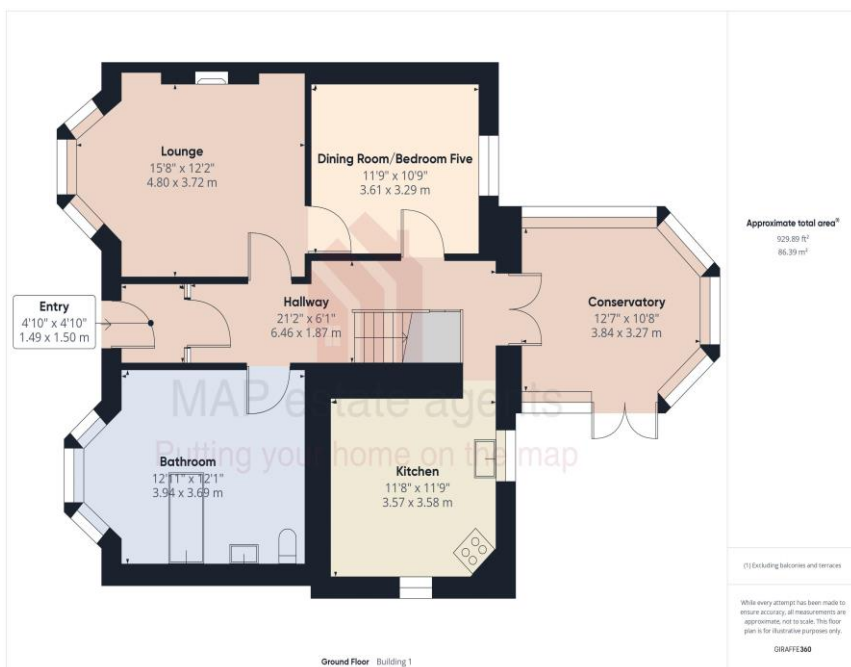 Lounge
15'8" x 12'2"
4.80 x 3.72 m
Dining Room/Bedroom Five
11'9" x 10'9"
3.61 x 3.29 m
Entry
4'10" x 4'10"
1.49 x 1.50 m
Hallway
21'2" x 6'1"
6.46 x 1.87 m
Conservatory
12'7" x 10'8"
3.84 x 3.27 m
MAP estate agents
Putting your home on the map
Bathroom
12'11" x 12'1"
3.94 x 3.69 m
Kitchen
11'8" x 11'9"
3.57 x 3.58 m
Ground Floor Building 1
Approximate total area⁽¹⁾
929.89 ft²
86.39 m²
(1) Excluding balconies and terraces
While every attempt has been made to
ensure accuracy, all measurements are
approximate, not to scale. This floor
plan is for illustrative purposes only.
GIRAFFE360